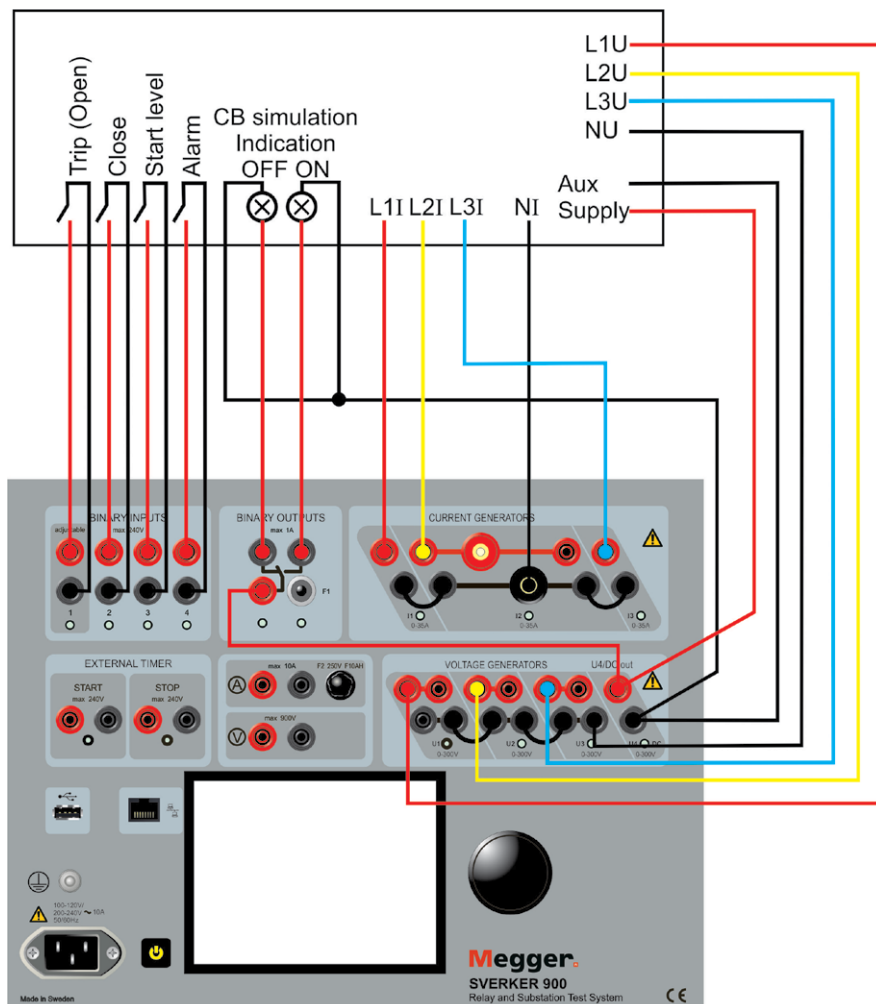 L1U
L2U
L3U
NU
Aux
Supply
Trip (Open)
Close
Start level
Alarm
CB simulation
Indication
OFF ON
L1I L2I L3I NI
BINARY INPUTS
adjustable max 240V
1 2 3 4
BINARY OUTPUTS
max 1A
F1
CURRENT GENERATORS
I1 I2 I3
0-35A 0-35A 0-35A
EXTERNAL TIMER
START STOP
max 240V max 240V
max 10A F2 250V F10AH
A
max 900V
V
VOLTAGE GENERATORS U4/DC out
U1 U2 U3 U4 DC
0-300V 0-300V 0-300V 0-300V
100-120V/
200-240V ~ 10A
50/60Hz
Megger.
SVERKER 900
Relay and Substation Test System
Made in Sweden
CE